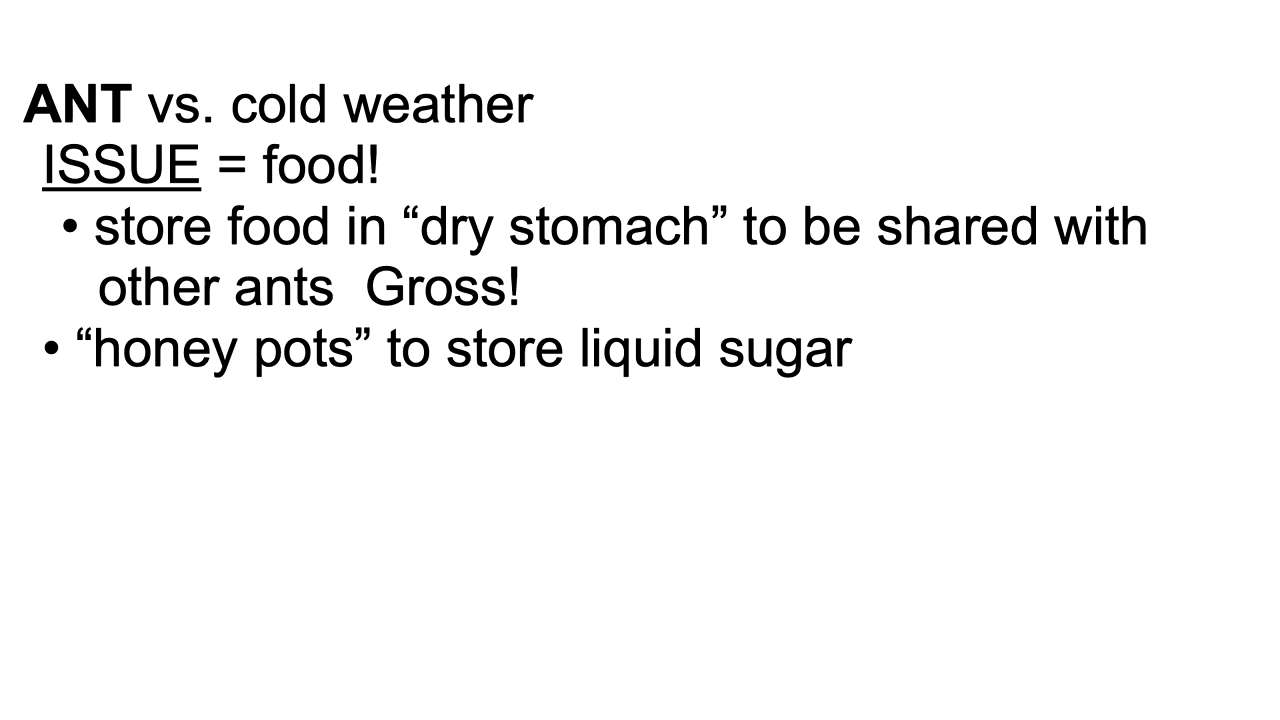 ANT vs. cold weather
ISSUE = food!
• store food in “dry stomach” to be shared with
other ants  Gross!
• “honey pots” to store liquid sugar